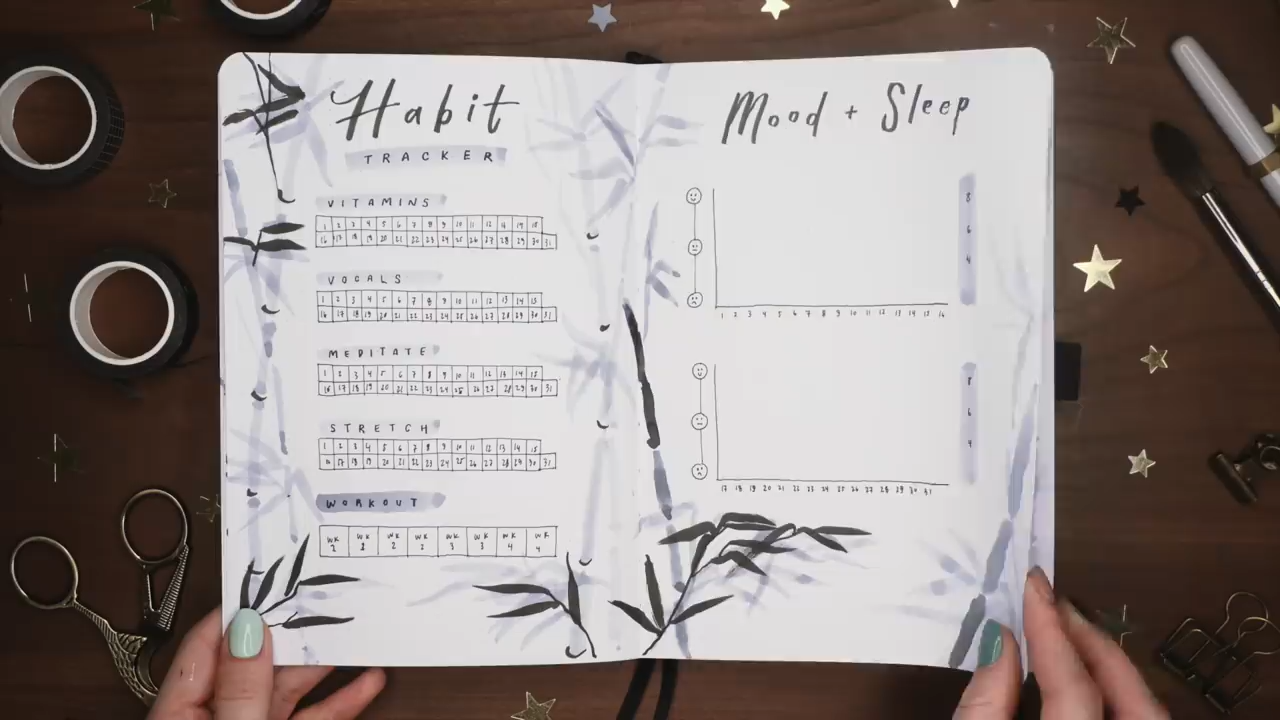 Habit
TRACKER
VITAMINS
1 2 3 4 5 6 7 8 9 10 11 12 13 14 15
16 17 18 19 20 21 22 23 24 25 26 27 28 29 30 31
VOCALS
1 2 3 4 5 6 7 8 9 10 11 12 13 14 15
16 17 18 19 20 21 22 23 24 25 26 27 28 29 30 31
MEDITATE
1 2 3 4 5 6 7 8 9 10 11 12 13 14 15
16 17 18 19 20 21 22 23 24 25 26 27 28 29 30 31
STRETCH
1 2 3 4 5 6 7 8 9 10 11 12 13 14 15
16 17 18 19 20 21 22 23 24 25 26 27 28 29 30 31
WORKOUT
WK WK WK WK WK WK WK WK
2 2 3 3 4 4
Mood + Sleep
8
6
4
1 2 3 4 5 6 7 8 9 10 11 12 13 14 15 16
8
6
4
17 18 19 20 21 22 23 24 25 26 27 28 29 30 31